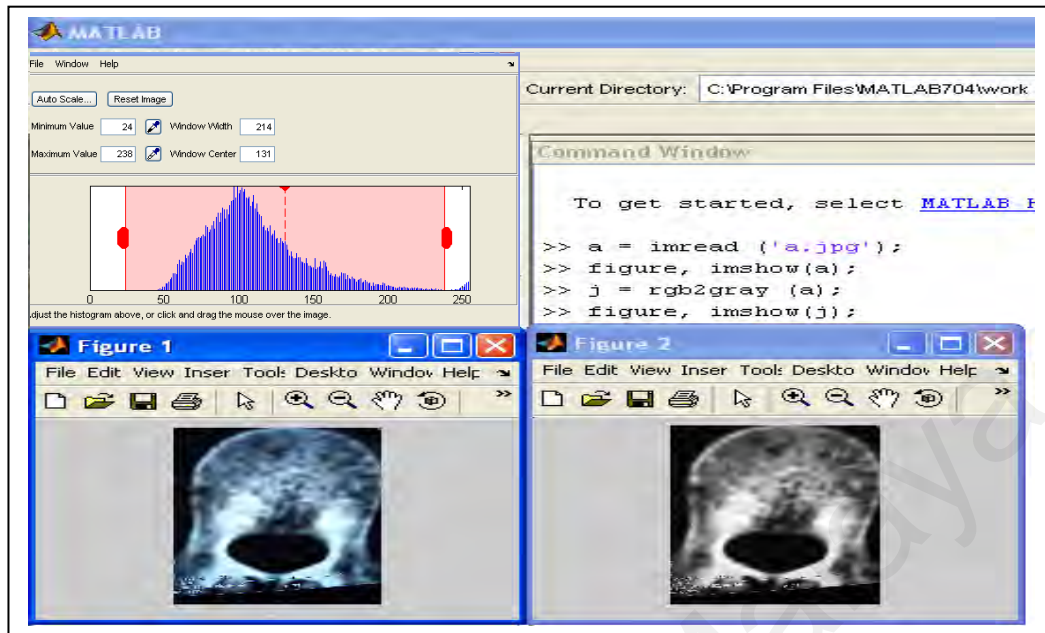 MATLAB
File Window Help
Auto Scale... Reset Image
Minimum Value 24 Window Width 214
Maximum Value 238 Window Center 131
0 50 100 150 200 250
djust the histogram above, or click and drag the mouse over the image.
Current Directory: C:\Program Files\MATLAB704\work
Command Window
To get started, select MATLAB H
>> a = imread ('a.jpg');
>> figure, imshow(a);
>> j = rgb2gray (a);
>> figure, imshow(j);
Figure 1
File Edit View Inser Tools Deskto Window Help
Figure 2
File Edit View Inser Tools Deskto Window Help